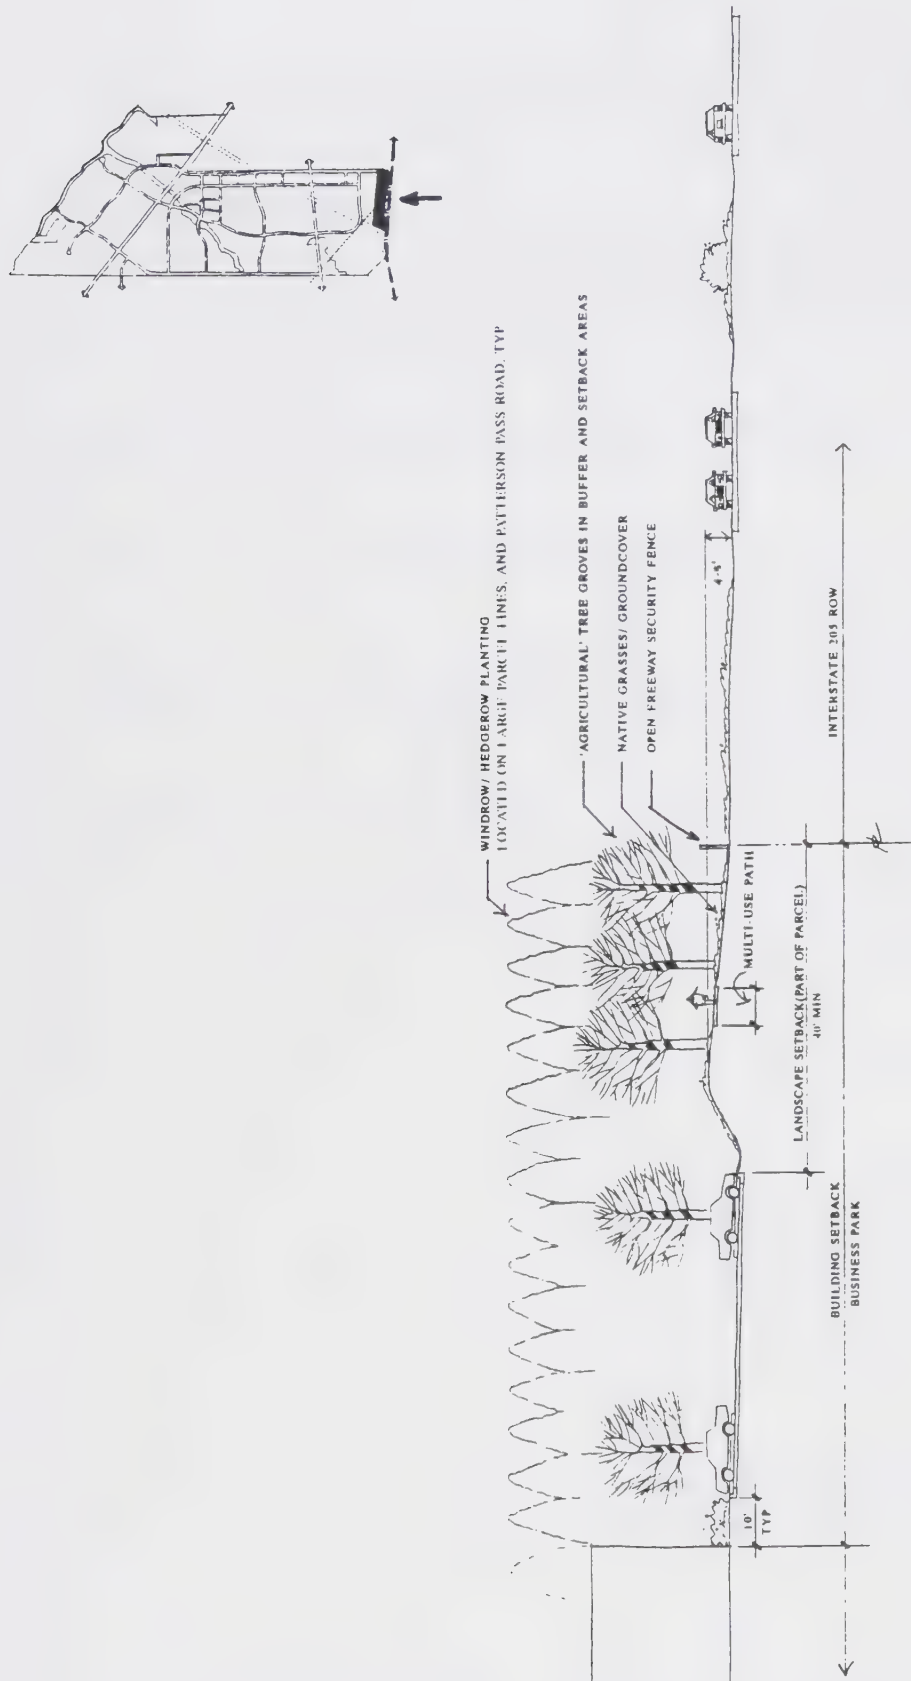 WINDROW/ HEDGEROW PLANTING
LOCATED ON LARGE PARCEL LINES, AND PATTERSON PASS ROAD, TYP
'AGRICULTURAL' TREE GROVES IN BUFFER AND SETBACK AREAS
NATIVE GRASSES/ GROUNDCOVER
OPEN FREEWAY SECURITY FENCE
4-5'
MULTI-USE PATH
10'
TYP
LANDSCAPE SETBACK(PART OF PARCEL)
40' MIN
BUILDING SETBACK
BUSINESS PARK
INTERSTATE 205 ROW